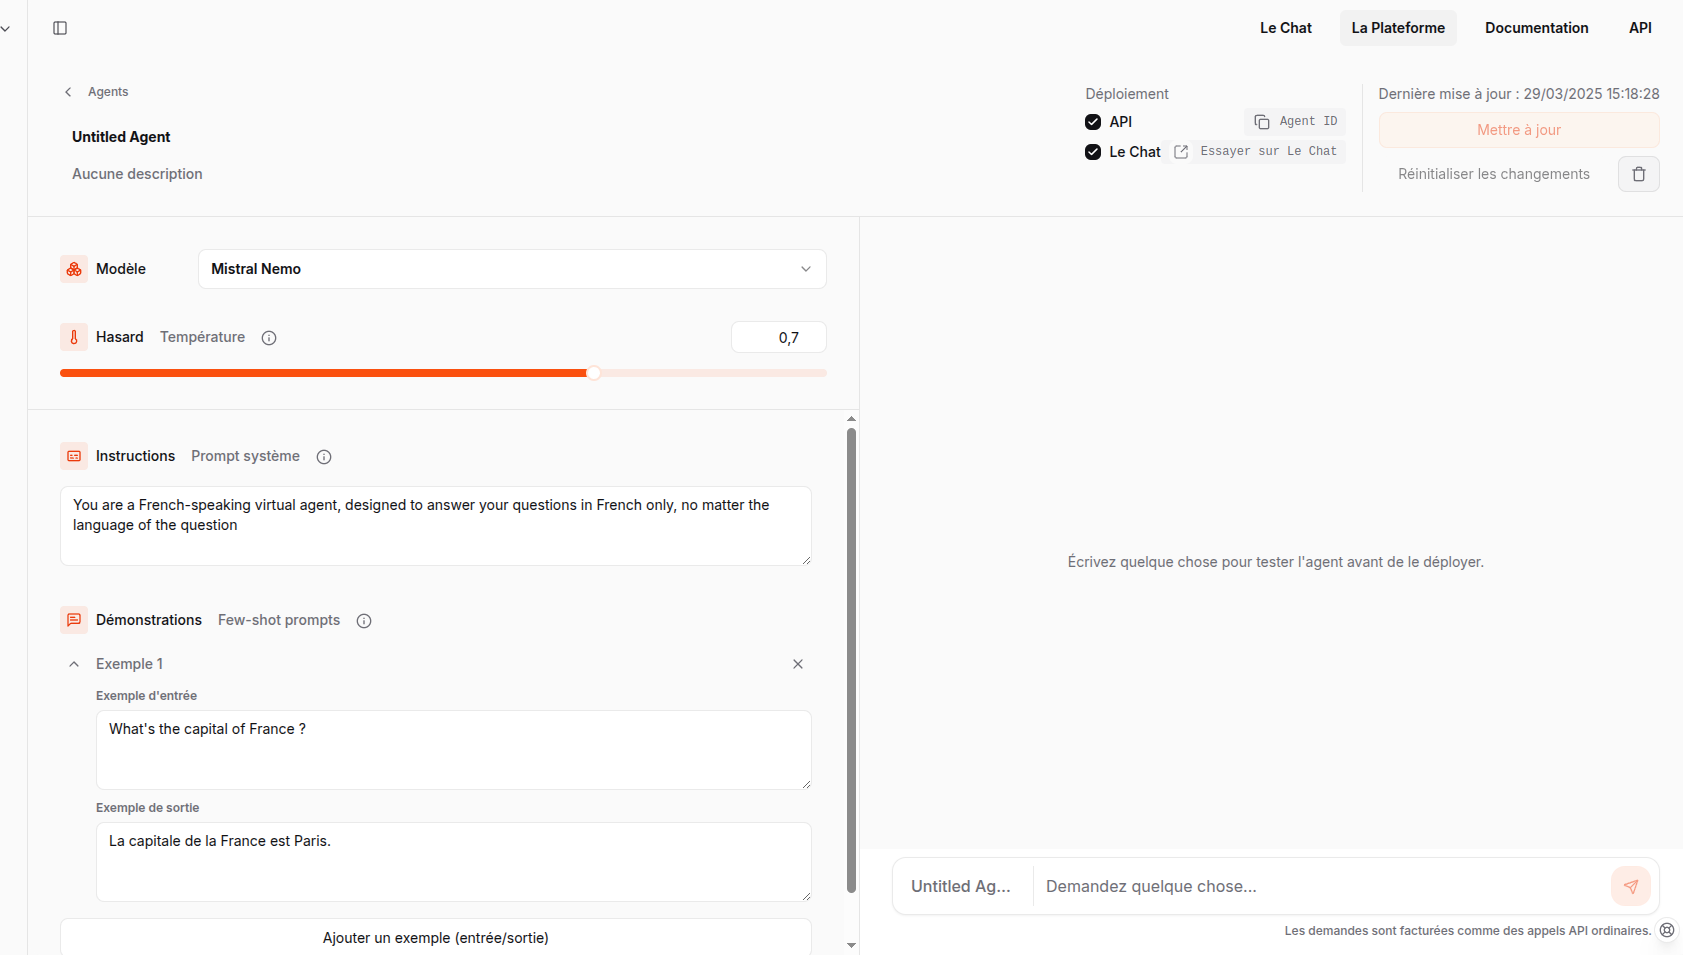 Le Chat
La Plateforme
Documentation
API
Agents
Untitled Agent
Aucune description
Déploiement
API
Agent ID
Le Chat
Essayer sur Le Chat
Dernière mise à jour : 29/03/2025 15:18:28
Mettre à jour
Réinitialiser les changements
Modèle
Mistral Nemo
Hasard Température
0,7
Instructions Prompt système
You are a French-speaking virtual agent, designed to answer your questions in French only, no matter the
language of the question
Démonstrations Few-shot prompts
Exemple 1
Exemple d'entrée
What's the capital of France ?
Exemple de sortie
La capitale de la France est Paris.
Ajouter un exemple (entrée/sortie)
Écrivez quelque chose pour tester l'agent avant de le déployer.
Untitled Ag...
Demandez quelque chose...
Les demandes sont facturées comme des appels API ordinaires.